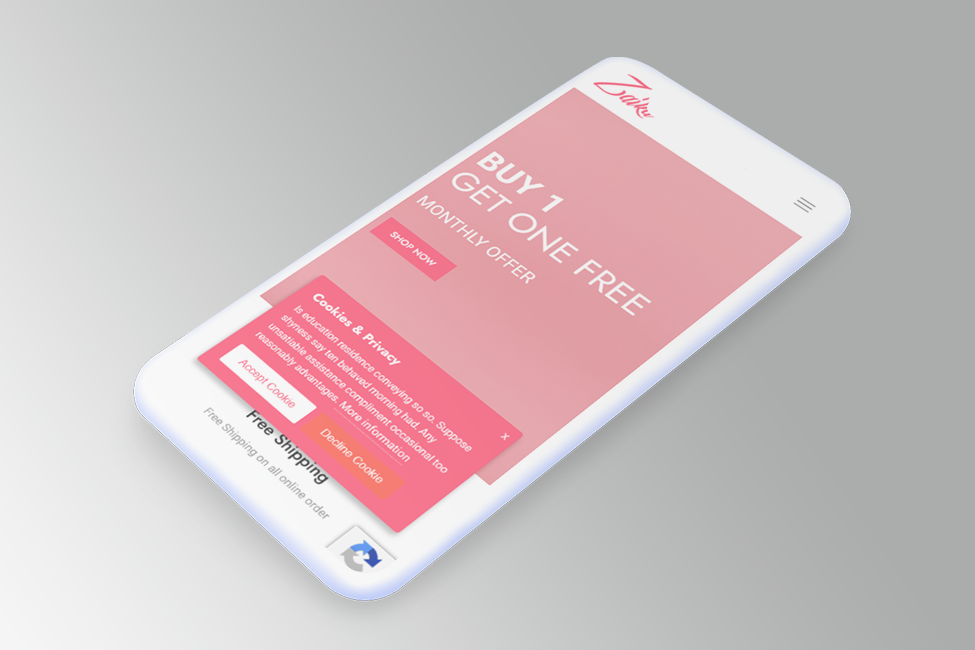 Zaiku
BUY 1
GET ONE FREE
MONTHLY OFFER
SHOP NOW
Cookies & Privacy
x
Is education residence conveying so so. Suppose
shyness say ten behaved morning had. Any
unsatiable assistance compliment occasional too
reasonably advantages. More information
Accept Cookie
Decline Cookie
Free Shipping
Free Shipping on all online order